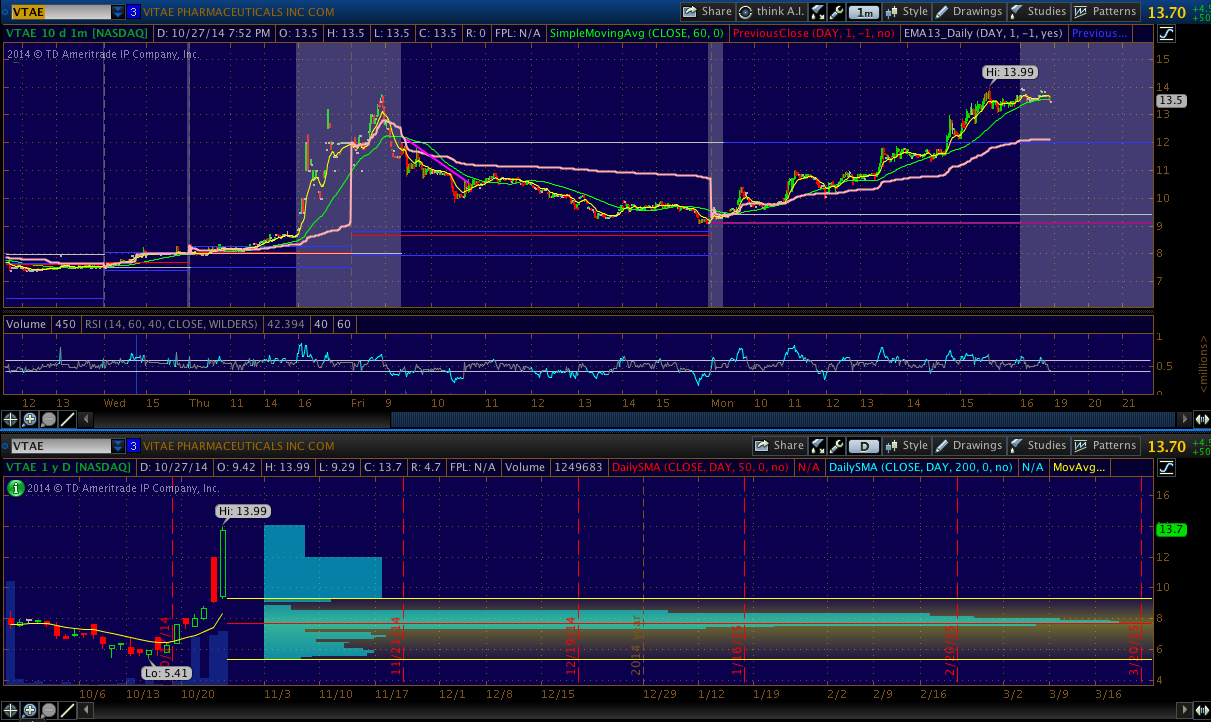 VTAE 3 VITAE PHARMACEUTICALS INC COM Share think A.I. 1m Style Drawings Studies Patterns 13.70
VTAE 10 d 1m [NASDAQ] D: 10/27/14 7:52 PM O: 13.5 H: 13.5 L: 13.5 C: 13.5 R: 0 FPL: N/A SimpleMovingAvg (CLOSE, 60, 0) PreviousClose (DAY, 1, -1, no) EMA13_Daily (DAY, 1, -1, yes) Previous...
2014 © TD Ameritrade IP Company, Inc.
15
Hi: 13.99
14
13.5
13
12
11
10
9
8
7
Volume 450 RSI (14, 60, 40, CLOSE, WILDERS) 42.394 40 60
1
0.5
<millions>
0
12 13 Wed 15 Thu 11 14 16 Fri 9 10 12 13 14 15 Mon 10 11 12 13 15 16 19 20 21
VTAE 3 VITAE PHARMACEUTICALS INC COM Share D Style Drawings Studies Patterns 13.70
VTAE 1 y D [NASDAQ] D: 10/27/14 O: 9.42 H: 13.99 L: 9.29 C: 13.7 R: 4.7 FPL: N/A Volume 1249683 DailySMA (CLOSE, DAY, 50, 0, no) N/A DailySMA (CLOSE, DAY, 200, 0, no) N/A MovAvg...
i 2014 © TD Ameritrade IP Company, Inc.
16
Hi: 13.99
13.7
12
10
8
6
4
11/21/14
12/19/14
2014 year
1/16/15
2/20/15
3/20/15
Lo: 5.41
10/6 10/13 10/20 11/3 11/10 11/17 12/1 12/8 12/15 12/29 1/12 1/19 2/2 2/9 2/16 3/2 3/9 3/16